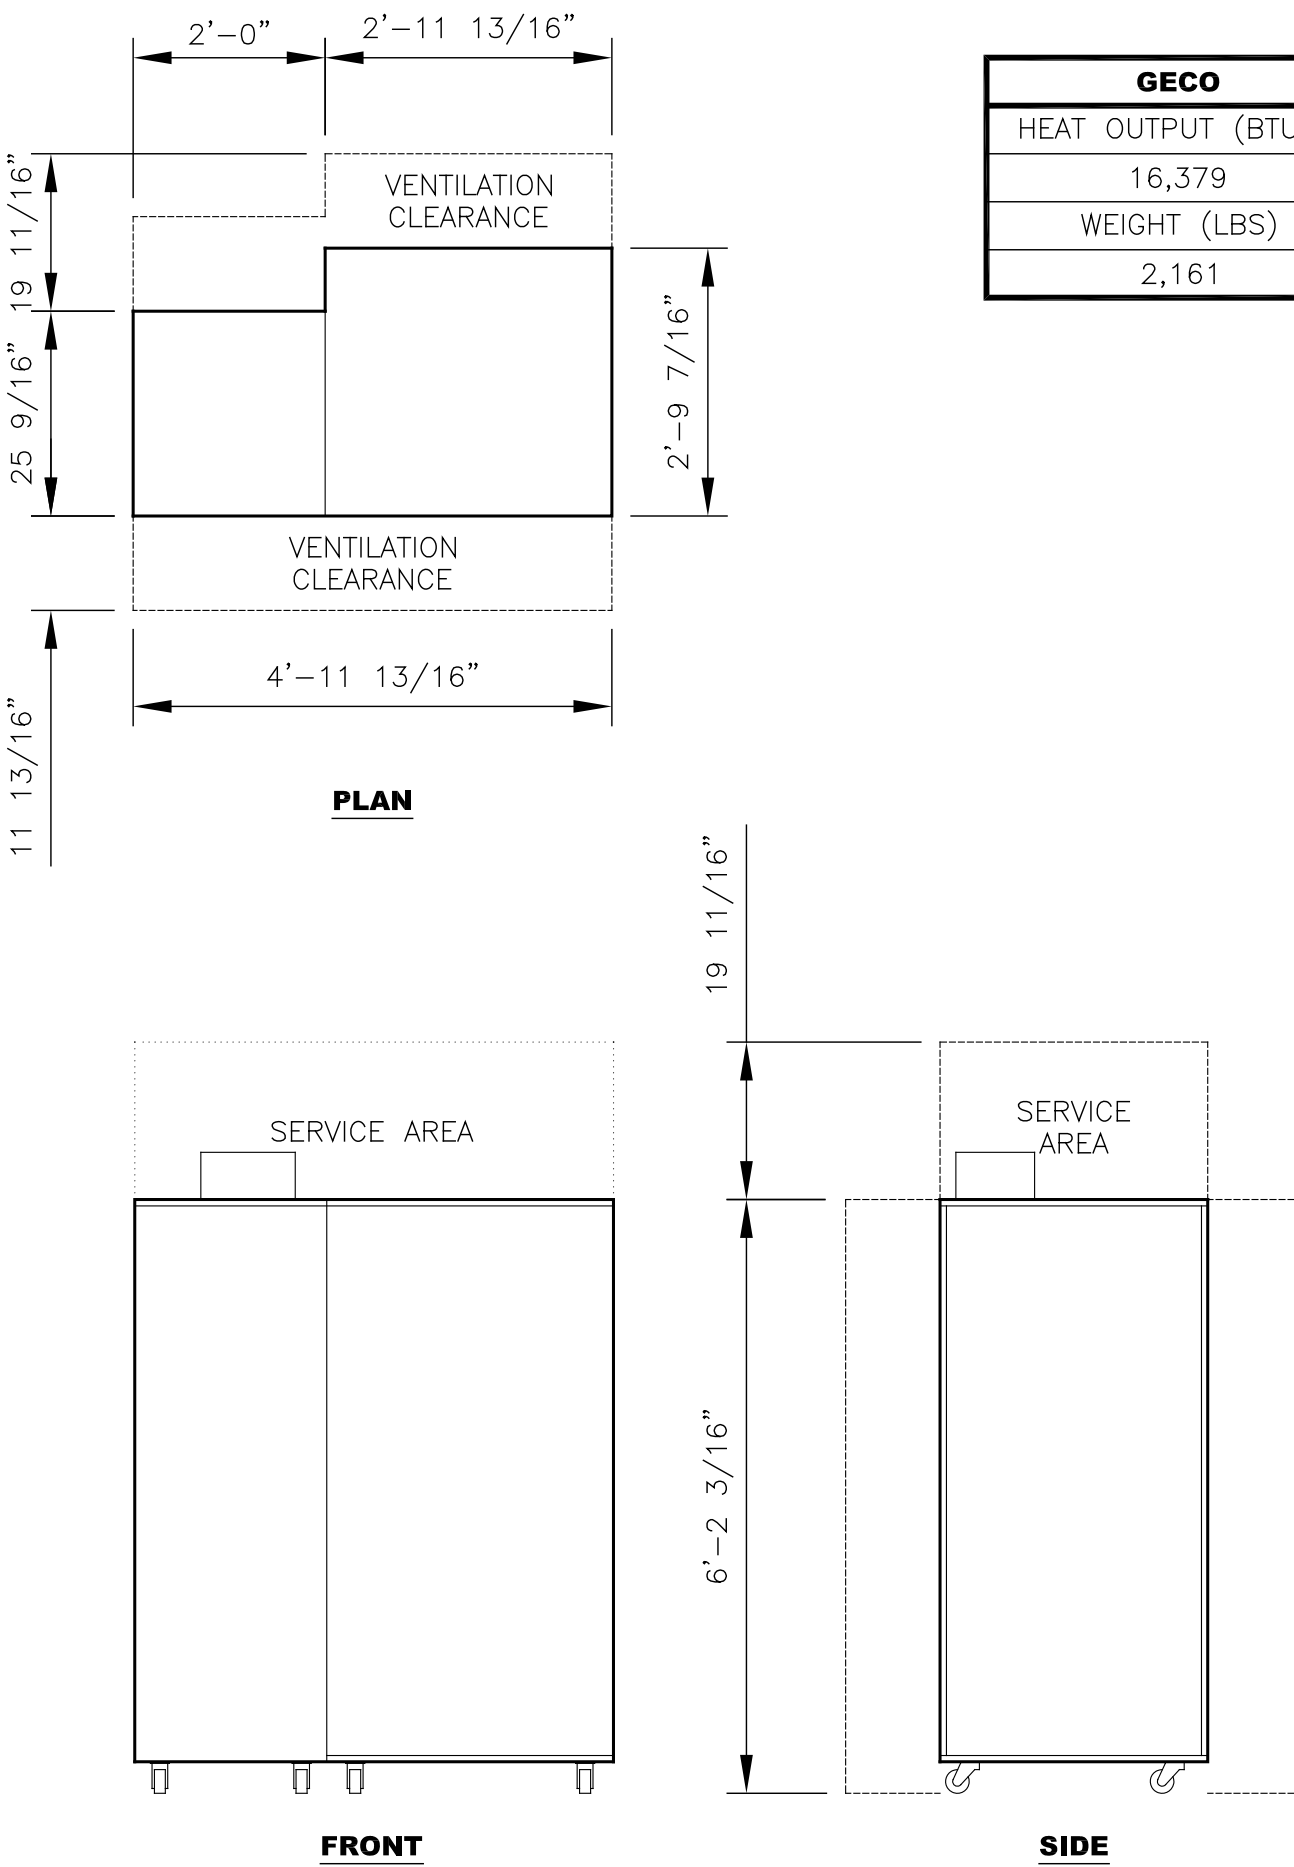 2’–0”
2’–11 13/16”
GECO
HEAT OUTPUT (BTU
16,379
WEIGHT (LBS)
2,161
19 11/16”
VENTILATION
CLEARANCE
25 9/16”
2’–9 7/16”
VENTILATION
CLEARANCE
4’–11 13/16”
11 13/16”
PLAN
19 11/16”
SERVICE AREA
SERVICE
AREA
6’–2 3/16”
FRONT
SIDE